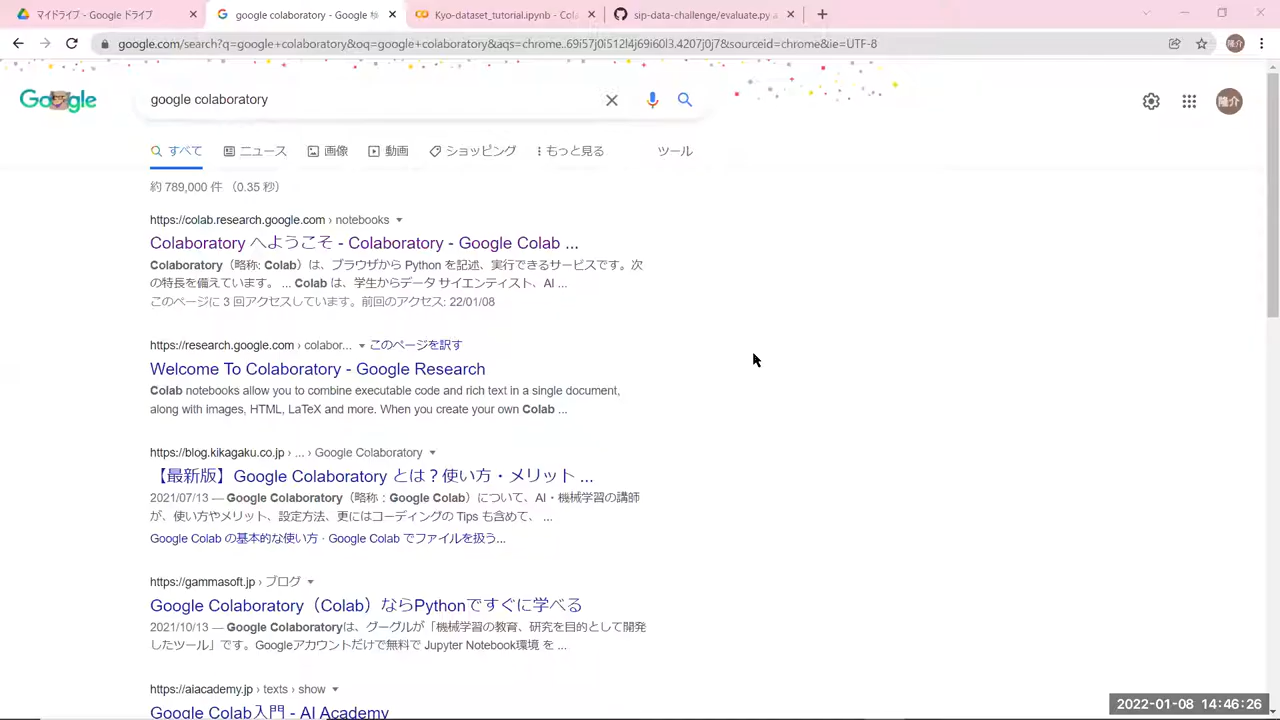 マイドライブ - Google ドライブ
google colaboratory - Google 検
Kyo-dataset_tutorial.ipynb - Cola
sip-data-challenge/evaluate.py a
google.com/search?q=google+colaboratory&oq=google+colaboratory&aqs=chrome..69i57j0i512l4j69i60l3.4207j0j7&sourceid=chrome&ie=UTF-8
隆介
Google
google colaboratory
隆介
すべて
ニュース
画像
動画
ショッピング
もっと見る
ツール
約 789,000 件 (0.35 秒)
https://colab.research.google.com › notebooks
Colaboratory へようこそ - Colaboratory - Google Colab ...
Colaboratory(略称: Colab)は、ブラウザから Python を記述、実行できるサービスです。次
の特長を備えています。 ... Colab は、学生からデータ サイエンティスト、AI ...
このページに 3 回アクセスしています。前回のアクセス: 22/01/08
https://research.google.com › colabor... このページを訳す
Welcome To Colaboratory - Google Research
Colab notebooks allow you to combine executable code and rich text in a single document,
along with images, HTML, LaTeX and more. When you create your own Colab ...
https://blog.kikagaku.co.jp › ... › Google Colaboratory
【最新版】Google Colaboratory とは?使い方・メリット ...
2021/07/13 — Google Colaboratory(略称:Google Colab)について、AI・機械学習の講師
が、使い方やメリット、設定方法、更にはコーディングの Tips も含めて、 ...
Google Colab の基本的な使い方 · Google Colab でファイルを扱う...
https://gammasoft.jp › ブログ
Google Colaboratory(Colab)ならPythonですぐに学べる
2021/10/13 — Google Colaboratoryは、グーグルが「機械学習の教育、研究を目的として開発
したツール」です。Googleアカウントだけで無料で Jupyter Notebook環境 を ...
https://aiacademy.jp › texts › show
Google Colab入門 - AI Academy
2022-01-08 14:46:26